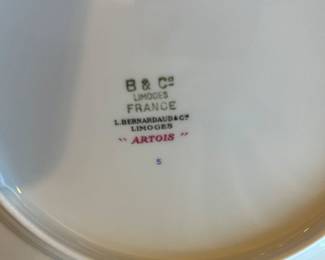 B & Co
LIMOGES
FRANCE
L. BERNARDAUD & Co
LIMOGES
" ARTOIS "
5